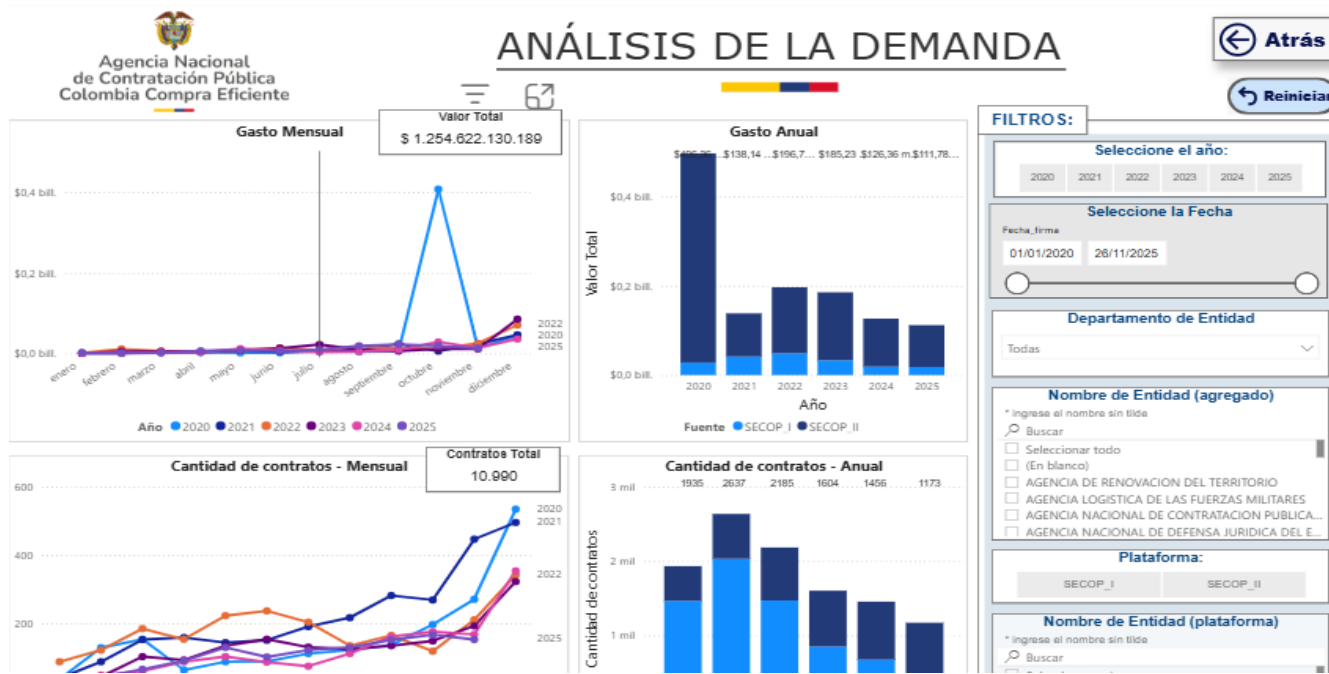 Agencia Nacional
de Contratación Pública
Colombia Compra Eficiente
ANÁLISIS DE LA DEMANDA
Atrás
Reiniciar
Gasto Mensual
Valor Total
$ 1.254.622.130.189
$0,4 bill.
$0,2 bill.
$0,0 bill.
2022
2020
2025
enero
febrero
marzo
abril
mayo
junio
julio
agosto
septiembre
octubre
noviembre
diciembre
Año 2020 2021 2022 2023 2024 2025
Gasto Anual
$138,14 ... $196,7... $185,23 ... $126,36 m... $111,78...
Valor Total
$0,4 bill.
$0,2 bill.
$0,0 bill.
2020 2021 2022 2023 2024 2025
Año
Fuente SECOP_I SECOP_II
Cantidad de contratos - Mensual
Contratos Total
10.990
600
400
200
2020
2021
2022
2025
Cantidad de contratos - Anual
1935 2637 2185 1604 1456 1173
Cantidad de contratos
3 mil
2 mil
1 mil
FILTROS:
Seleccione el año:
2020 2021 2022 2023 2024 2025
Seleccione la Fecha
Fecha_firma
01/01/2020 26/11/2025
Departamento de Entidad
Todas
Nombre de Entidad (agregado)
* Ingrese el nombre sin tilde
Buscar
Seleccionar todo
(En blanco)
AGENCIA DE RENOVACION DEL TERRITORIO
AGENCIA LOGISTICA DE LAS FUERZAS MILITARES
AGENCIA NACIONAL DE CONTRATACION PUBLICA...
AGENCIA NACIONAL DE DEFENSA JURIDICA DEL E...
Plataforma:
SECOP_I SECOP_II
Nombre de Entidad (plataforma)
* Ingrese el nombre sin tilde
Buscar